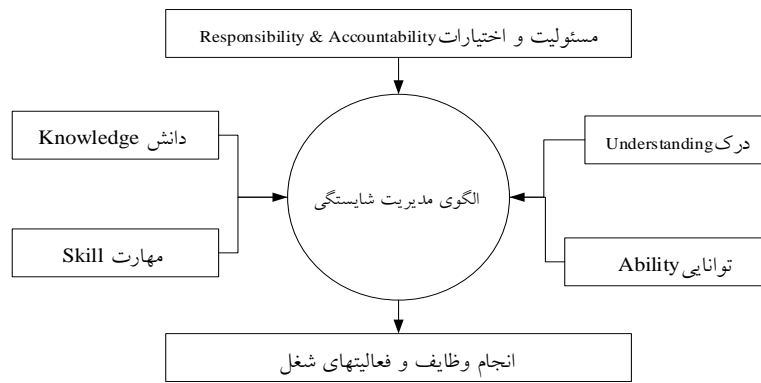 مسئولیت و اختیارات Responsibility & Accountability
دانش Knowledge
درک Understanding
الگوی مدیریت شایستگی
مهارت Skill
توانایی Ability
انجام وظایف و فعالیتهای شغل